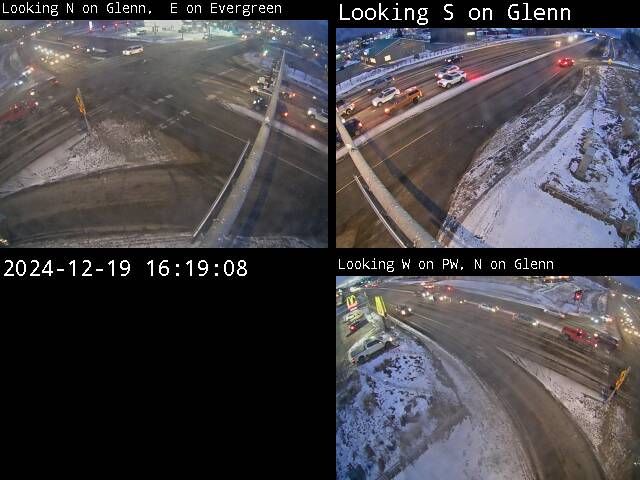 Looking N on Glenn,  E on Evergreen
Looking S on Glenn
2024-12-19 16:19:08
Looking W on PW, N on Glenn